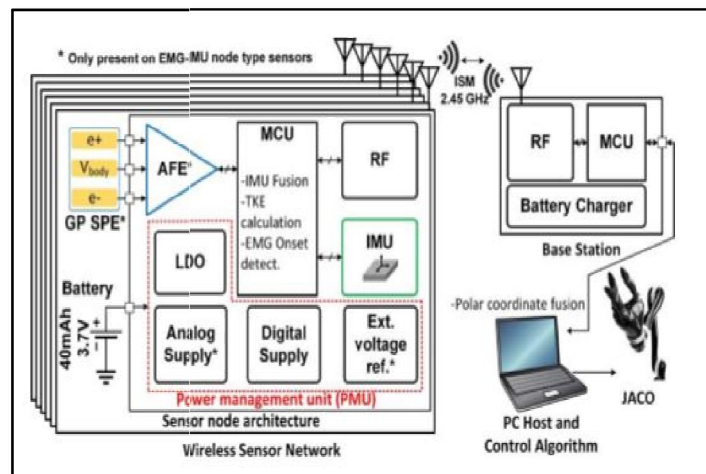 * Only present on EMG-IMU node type sensors
ISM
2.45 GHz
e+
Vbody
e-
GP SPE*
AFE*
MCU
-IMU Fusion
-TKE
calculation
-EMG Onset
detect.
RF
IMU
LDO
Battery
40mAh
3.7V
+
−
Analog
Supply*
Digital
Supply
Ext.
voltage
ref.*
Power management unit (PMU)
Sensor node architecture
Wireless Sensor Network
RF
MCU
Battery Charger
Base Station
-Polar coordinate fusion
JACO
PC Host and
Control Algorithm